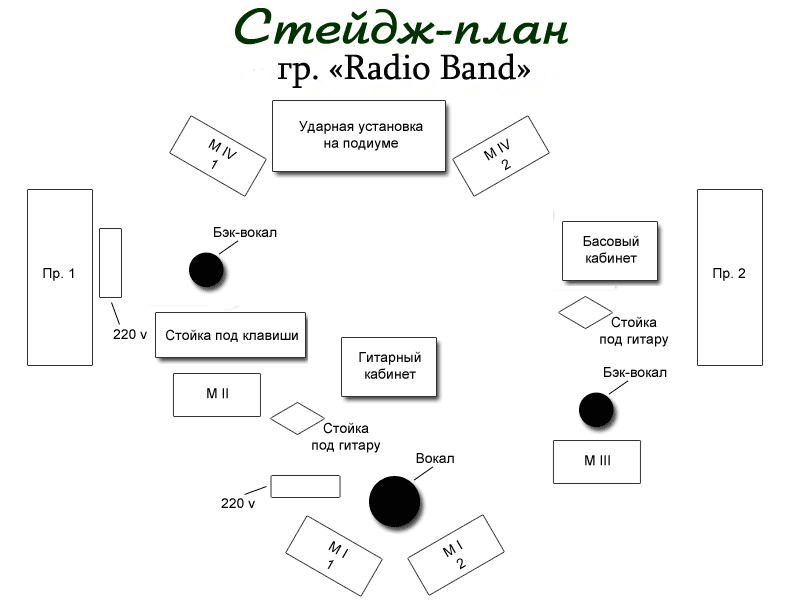 Стейдж-план
гр. «Radio Band»
Ударная установка
на подиуме
M IV
1
M IV
2
Бэк-вокал
Басовый
кабинет
Пр. 1
Пр. 2
220 v
Стойка под клавиши
Стойка
под гитару
Гитарный
кабинет
Бэк-вокал
M II
Стойка
под гитару
Вокал
M III
220 v
M I
1
M I
2